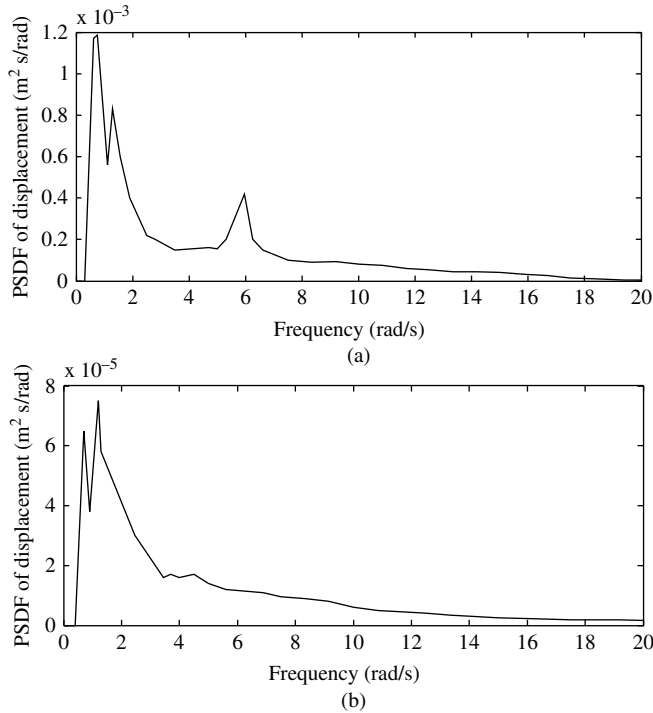 x 10⁻³
1.2
1
0.8
0.6
0.4
0.2
0
PSDF of displacement (m² s/rad)
0 2 4 6 8 10 12 14 16 18 20
Frequency (rad/s)
(a)
x 10⁻⁵
8
6
4
2
0
PSDF of displacement (m² s/rad)
0 2 4 6 8 10 12 14 16 18 20
Frequency (rad/s)
(b)